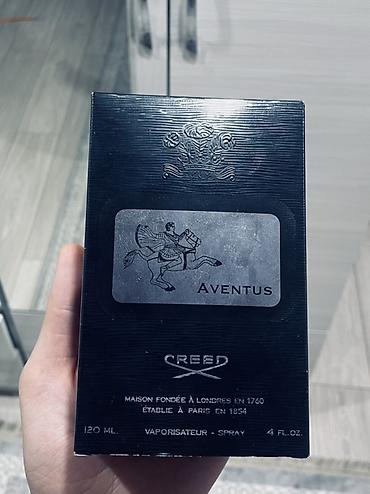 AVENTUS
CREED
MAISON FONDÉE À LONDRES EN 1760
ÉTABLIE À PARIS EN 1854
120 ML. VAPORISATEUR - SPRAY 4 FL.OZ.